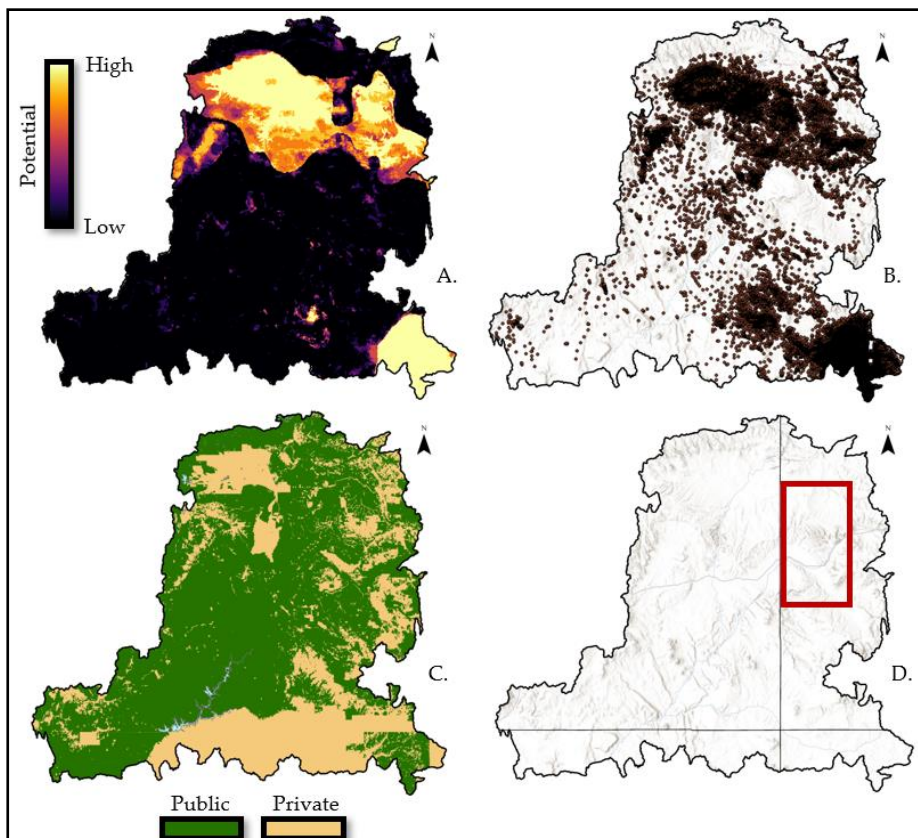 High
Potential
Low
N
A.
N
B.
N
C.
Public
Private
N
D.